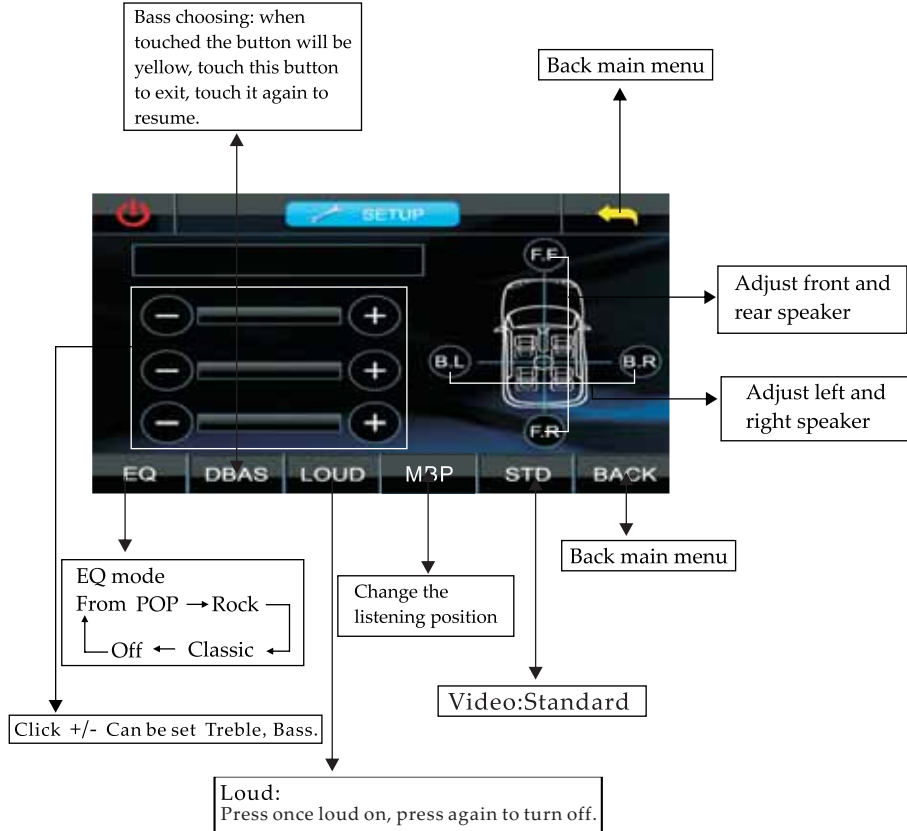 Bass choosing: when
touched the button will be
yellow, touch this button
to exit, touch it again to
resume.
Back main menu
SETUP
F.F
B.L
B.R
F.R
Adjust front and
rear speaker
Adjust left and
right speaker
EQ DBAS LOUD MBP STD BACK
Back main menu
EQ mode
From POP → Rock
Off ← Classic
Change the
listening position
Video:Standard
Click +/- Can be set Treble, Bass.
Loud:
Press once loud on, press again to turn off.